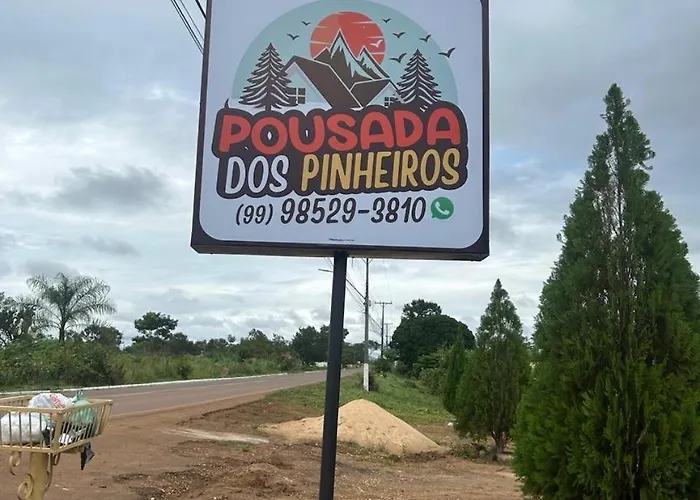 POUSADA
DOS PINHEIROS
(99) 98529-3810